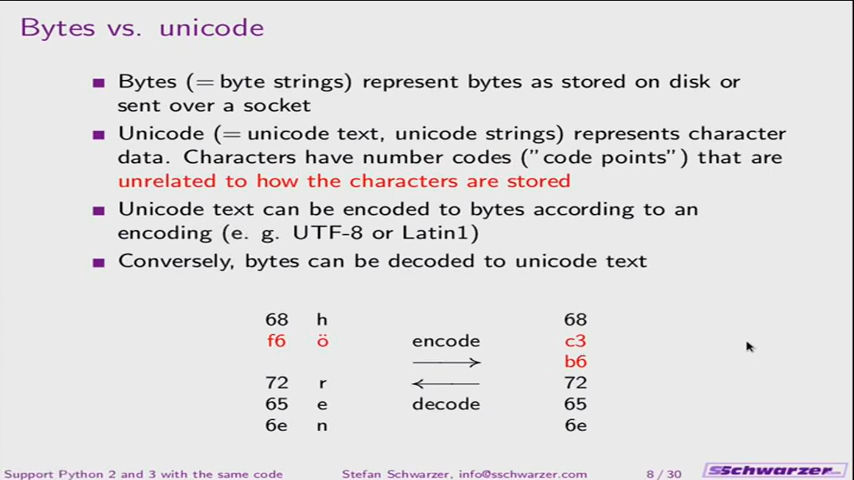 Bytes vs. unicode
Bytes (= byte strings) represent bytes as stored on disk or
sent over a socket
Unicode (= unicode text, unicode strings) represents character
data. Characters have number codes ("code points") that are
unrelated to how the characters are stored
Unicode text can be encoded to bytes according to an
encoding (e. g. UTF-8 or Latin1)
Conversely, bytes can be decoded to unicode text
68 h 68
f6 ö encode c3
b6
72 r 72
65 e decode 65
6e n 6e
Support Python 2 and 3 with the same code Stefan Schwarzer, info@sschwarzer.com 8 / 30 SSchwarzer.com